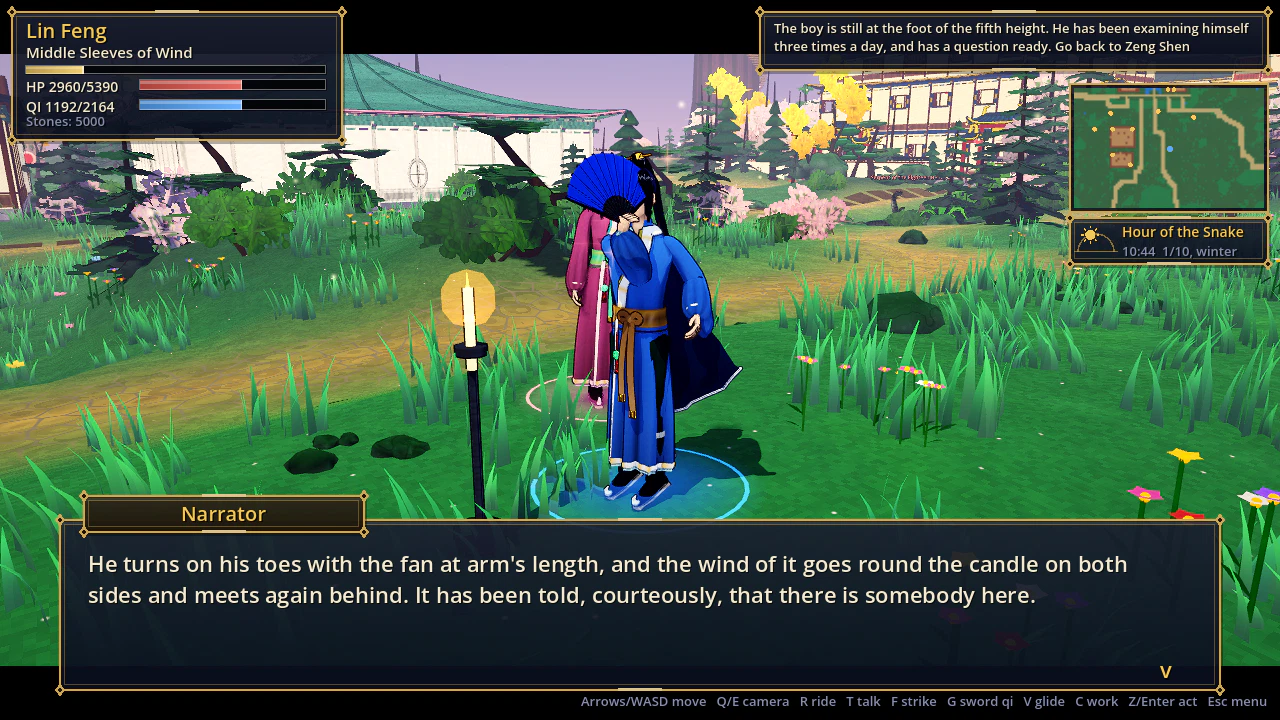 Lin Feng
Middle Sleeves of Wind
HP 2960/5390
QI 1192/2164
Stones: 5000
The boy is still at the foot of the fifth height. He has been examining himself
three times a day, and has a question ready. Go back to Zeng Shen
Hour of the Snake
10:44 1/10, winter
Narrator
He turns on his toes with the fan at arm's length, and the wind of it goes round the candle on both
sides and meets again behind. It has been told, courteously, that there is somebody here.
V
Arrows/WASD move Q/E camera R ride T talk F strike G sword qi V glide C work Z/Enter act Esc menu